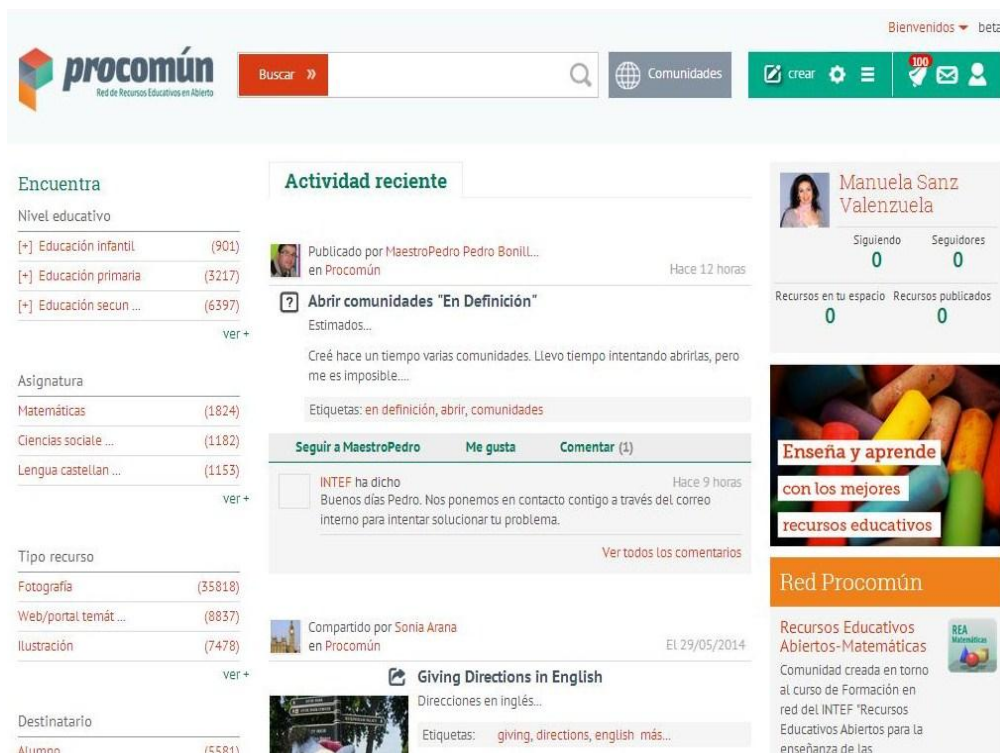 Bienvenidos beta
procomún
Red de Recursos Educativos en Abierto
Buscar »
Comunidades
crear
100
Encuentra
Nivel educativo
[+] Educación infantil (901)
[+] Educación primaria (3217)
[+] Educación secun ... (6397)
ver +
Asignatura
Matemáticas (1824)
Ciencias sociale ... (1182)
Lengua castellan ... (1153)
ver +
Tipo recurso
Fotografía (35818)
Web/portal temát ... (8837)
Ilustración (7478)
ver +
Destinatario
Alumno (5581)
Actividad reciente
Publicado por MaestroPedro Pedro Bonill...
en Procomún Hace 12 horas
? Abrir comunidades "En Definición"
Estimados...
Creé hace un tiempo varias comunidades. Llevo tiempo intentando abrirlas, pero
me es imposible....
Etiquetas: en definición, abrir, comunidades
Seguir a MaestroPedro Me gusta Comentar (1)
INTEF ha dicho Hace 9 horas
Buenos días Pedro. Nos ponemos en contacto contigo a través del correo
interno para intentar solucionar tu problema.
Ver todos los comentarios
Compartido por Sonia Arana
en Procomún El 29/05/2014
Giving Directions in English
Direcciones en inglés...
Etiquetas: giving, directions, english más...
Manuela Sanz
Valenzuela
Siguiendo Seguidores
0 0
Recursos en tu espacio Recursos publicados
0 0
Enseña y aprende
con los mejores
recursos educativos
Red Procomún
Recursos Educativos
Abiertos-Matemáticas
REA
Matemáticas
Comunidad creada en torno
al curso de Formación en
red del INTEF "Recursos
Educativos Abiertos para la
enseñanza de las